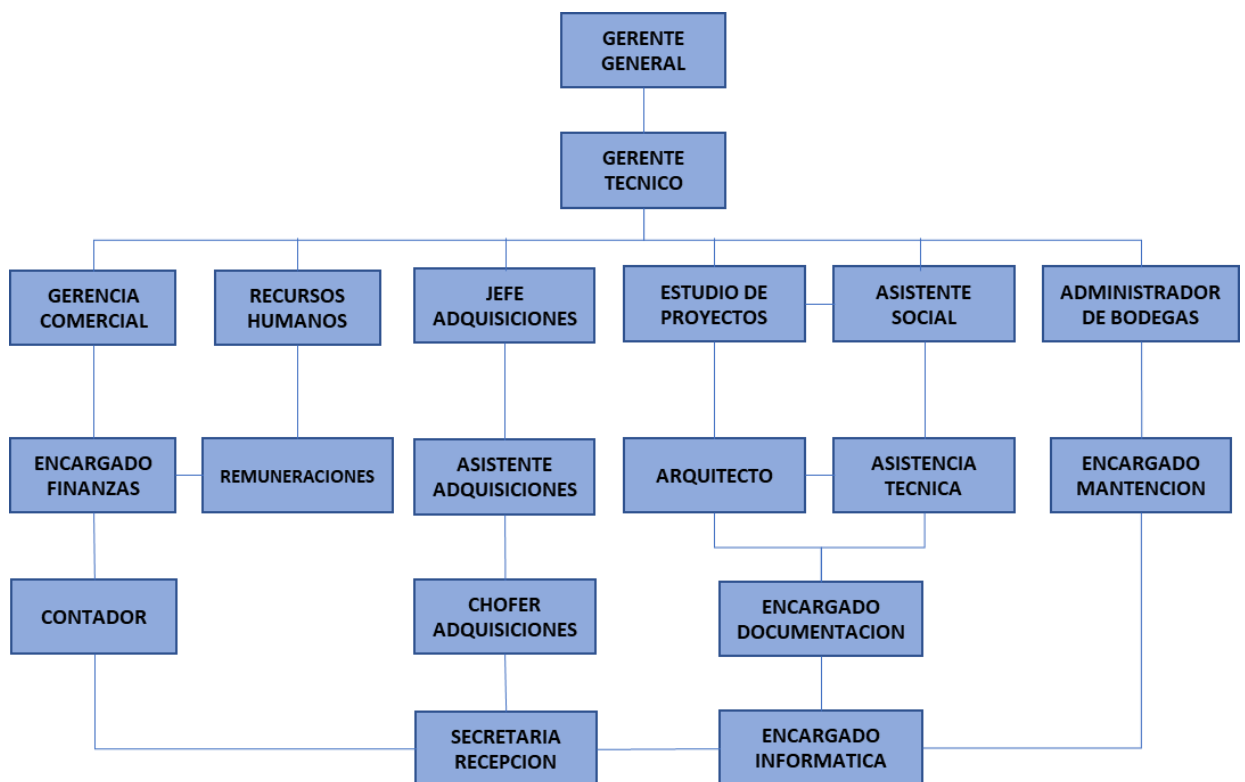 GERENTE
GENERAL
GERENTE
TECNICO
GERENCIA
COMERCIAL
RECURSOS
HUMANOS
JEFE
ADQUISICIONES
ESTUDIO DE
PROYECTOS
ASISTENTE
SOCIAL
ADMINISTRADOR
DE BODEGAS
ENCARGADO
FINANZAS
REMUNERACIONES
ASISTENTE
ADQUISICIONES
ARQUITECTO
ASISTENCIA
TECNICA
ENCARGADO
MANTENCION
CONTADOR
CHOFER
ADQUISICIONES
ENCARGADO
DOCUMENTACION
SECRETARIA
RECEPCION
ENCARGADO
INFORMATICA